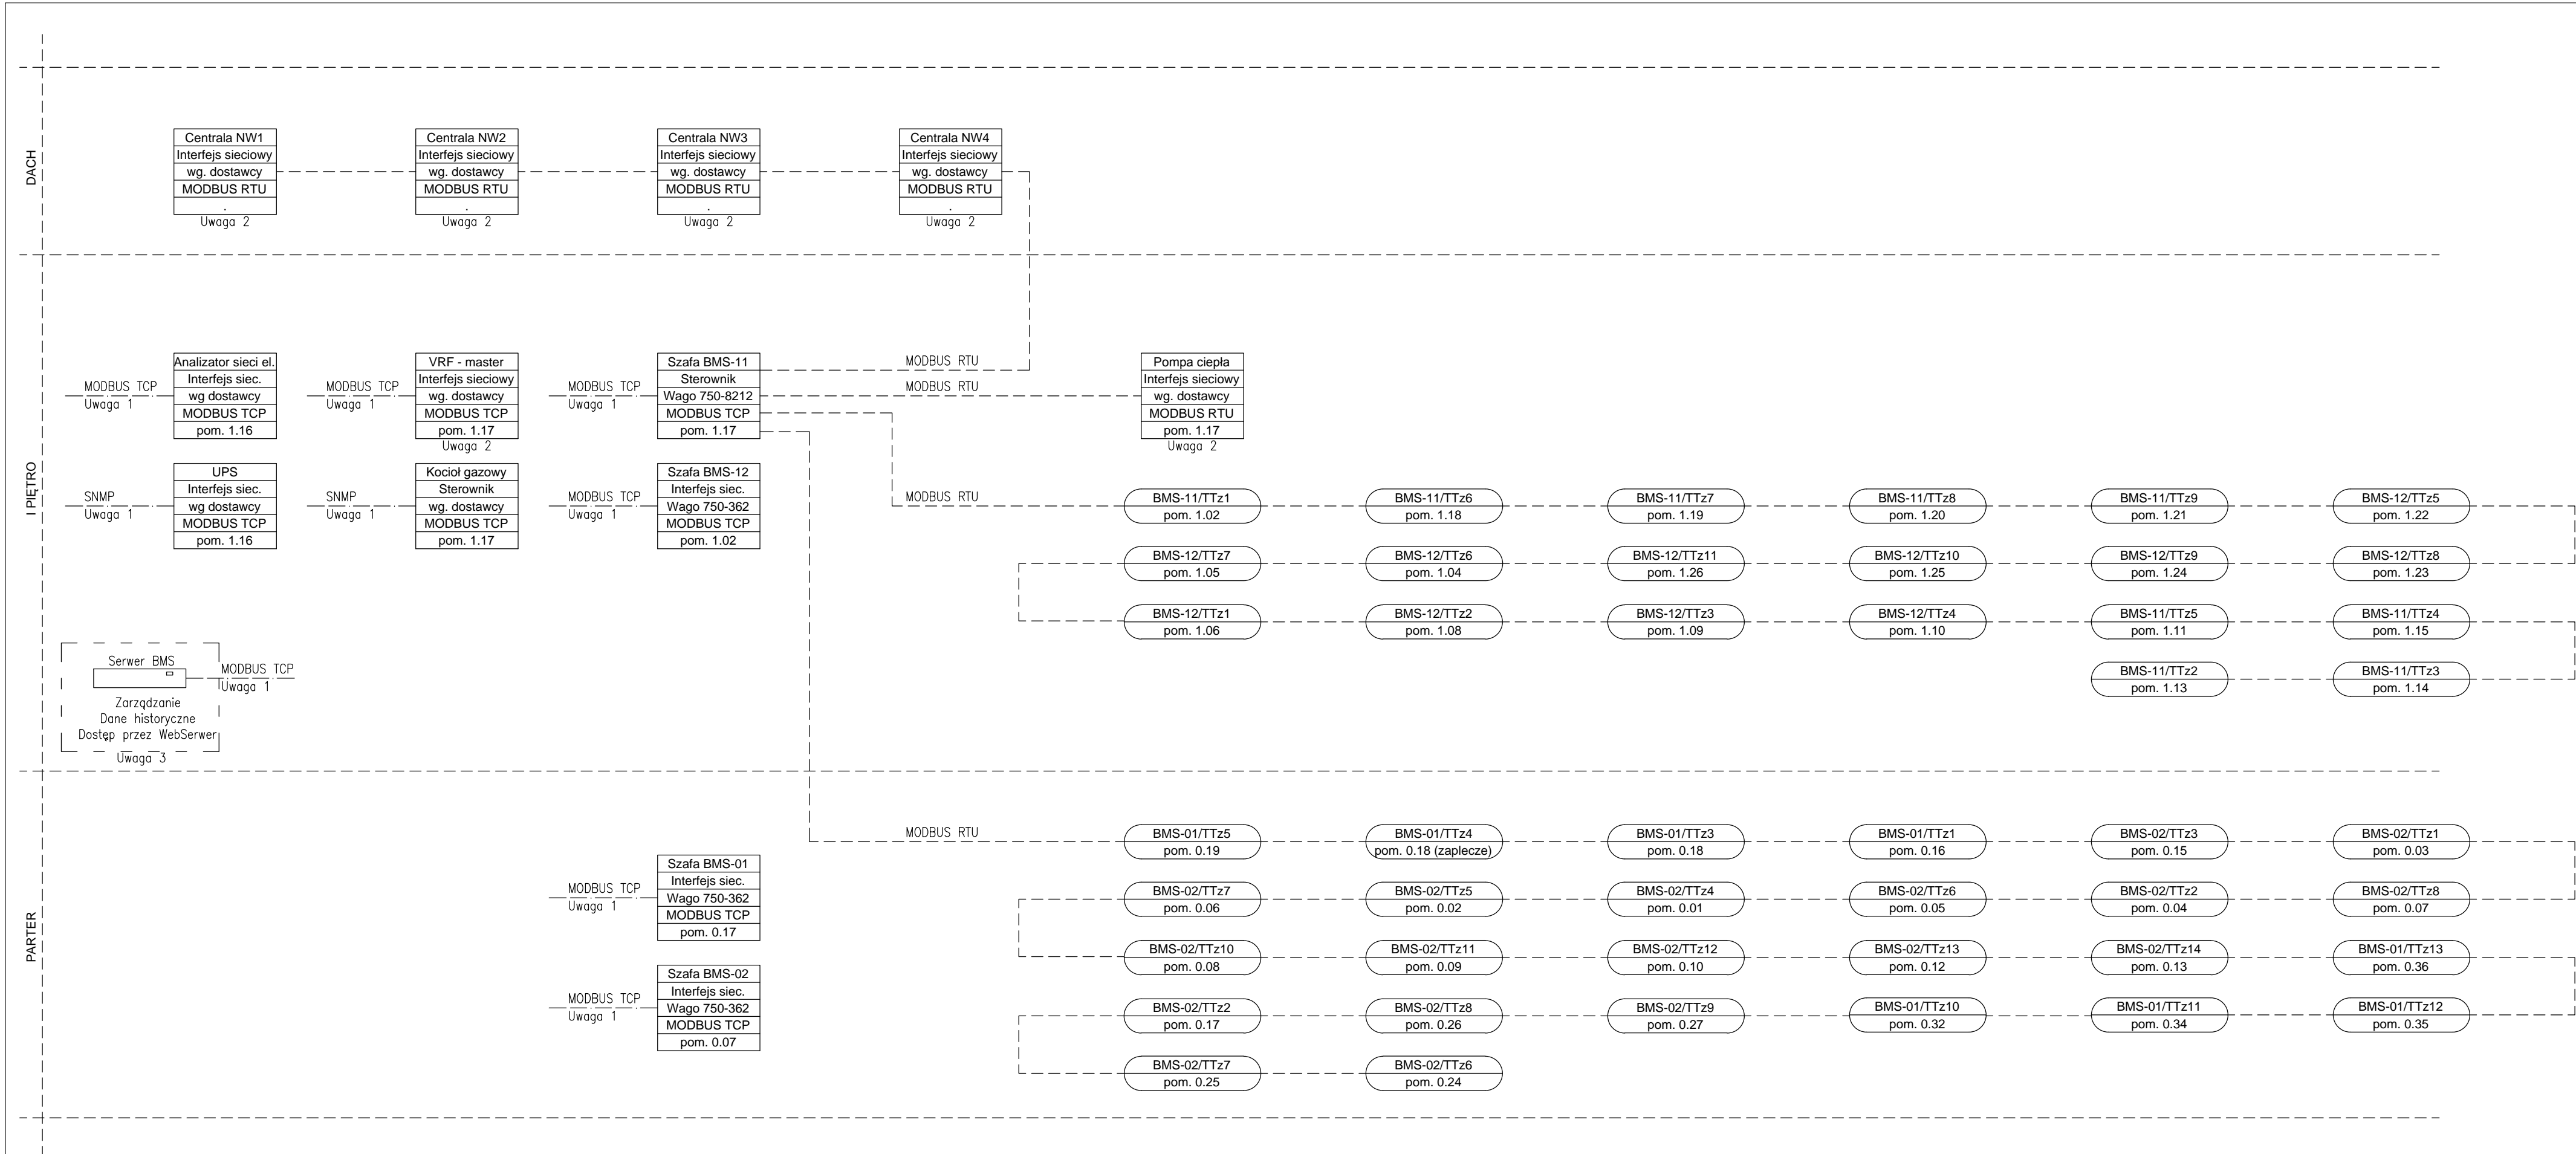 DACH
Centrala NW1
Interfejs sieciowy
wg. dostawcy
MODBUS RTU
.
Uwaga 2
Centrala NW2
Interfejs sieciowy
wg. dostawcy
MODBUS RTU
.
Uwaga 2
Centrala NW3
Interfejs sieciowy
wg. dostawcy
MODBUS RTU
.
Uwaga 2
Centrala NW4
Interfejs sieciowy
wg. dostawcy
MODBUS RTU
.
Uwaga 2
I PIĘTRO
MODBUS TCP
Uwaga 1
Analizator sieci el.
Interfejs siec.
wg dostawcy
MODBUS TCP
pom. 1.16
MODBUS TCP
Uwaga 1
VRF - master
Interfejs sieciowy
wg. dostawcy
MODBUS TCP
pom. 1.17
Uwaga 2
MODBUS TCP
Uwaga 1
Szafa BMS-11
Sterownik
Wago 750-8212
MODBUS TCP
pom. 1.17
MODBUS RTU
MODBUS RTU
Pompa ciepła
Interfejs sieciowy
wg. dostawcy
MODBUS RTU
pom. 1.17
Uwaga 2
SNMP
Uwaga 1
UPS
Interfejs siec.
wg dostawcy
MODBUS TCP
pom. 1.16
SNMP
Uwaga 1
Kocioł gazowy
Sterownik
wg. dostawcy
MODBUS TCP
pom. 1.17
MODBUS TCP
Uwaga 1
Szafa BMS-12
Interfejs siec.
Wago 750-362
MODBUS TCP
pom. 1.02
MODBUS RTU
BMS-11/TTz1
pom. 1.02
BMS-11/TTz6
pom. 1.18
BMS-11/TTz7
pom. 1.19
BMS-11/TTz8
pom. 1.20
BMS-11/TTz9
pom. 1.21
BMS-12/TTz5
pom. 1.22
BMS-12/TTz7
pom. 1.05
BMS-12/TTz6
pom. 1.04
BMS-12/TTz11
pom. 1.26
BMS-12/TTz10
pom. 1.25
BMS-12/TTz9
pom. 1.24
BMS-12/TTz8
pom. 1.23
BMS-12/TTz1
pom. 1.06
BMS-12/TTz2
pom. 1.08
BMS-12/TTz3
pom. 1.09
BMS-12/TTz4
pom. 1.10
BMS-11/TTz5
pom. 1.11
BMS-11/TTz4
pom. 1.15
BMS-11/TTz2
pom. 1.13
BMS-11/TTz3
pom. 1.14
Serwer BMS
MODBUS TCP
Uwaga 1
Zarządzanie
Dane historyczne
Dostęp przez WebSerwer
Uwaga 3
PARTER
MODBUS TCP
Uwaga 1
Szafa BMS-01
Interfejs siec.
Wago 750-362
MODBUS TCP
pom. 0.17
MODBUS TCP
Uwaga 1
Szafa BMS-02
Interfejs siec.
Wago 750-362
MODBUS TCP
pom. 0.07
MODBUS RTU
BMS-01/TTz5
pom. 0.19
BMS-01/TTz4
pom. 0.18 (zaplecze)
BMS-01/TTz3
pom. 0.18
BMS-01/TTz1
pom. 0.16
BMS-02/TTz3
pom. 0.15
BMS-02/TTz1
pom. 0.03
BMS-02/TTz7
pom. 0.06
BMS-02/TTz5
pom. 0.02
BMS-02/TTz4
pom. 0.01
BMS-02/TTz6
pom. 0.05
BMS-02/TTz2
pom. 0.04
BMS-02/TTz8
pom. 0.07
BMS-02/TTz10
pom. 0.08
BMS-02/TTz11
pom. 0.09
BMS-02/TTz12
pom. 0.10
BMS-02/TTz13
pom. 0.12
BMS-02/TTz14
pom. 0.13
BMS-01/TTz13
pom. 0.36
BMS-02/TTz2
pom. 0.17
BMS-02/TTz8
pom. 0.26
BMS-02/TTz9
pom. 0.27
BMS-01/TTz10
pom. 0.32
BMS-01/TTz11
pom. 0.34
BMS-01/TTz12
pom. 0.35
BMS-02/TTz7
pom. 0.25
BMS-02/TTz6
pom. 0.24